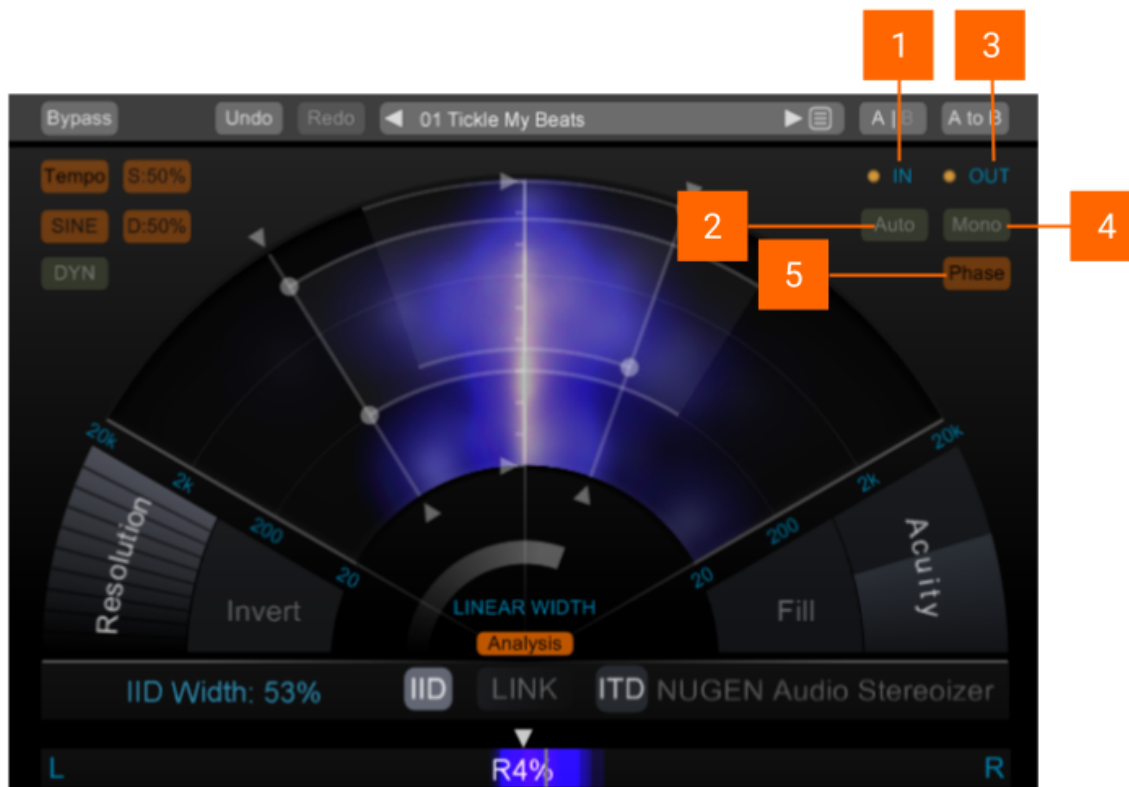 1 3
Bypass Undo Redo 01 Tickle My Beats A | B A to B
Tempo S:50% IN OUT
SINE D:50% 2 Auto Mono 4
DYN 5 Phase
20k 20k
2k 2k
200 200
20 20
Resolution Invert LINEAR WIDTH Fill Acuity
Analysis
IID Width: 53% IID LINK ITD NUGEN Audio Stereoizer
L R4% R